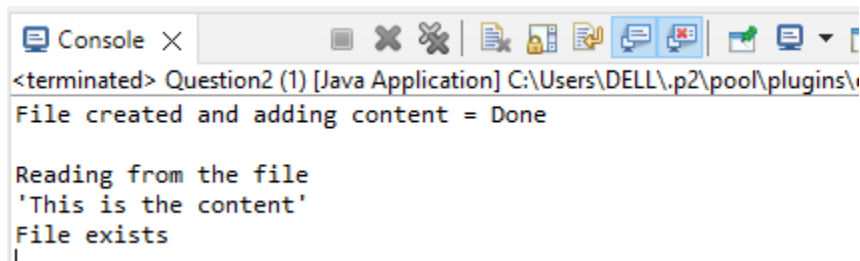 Console
<terminated> Question2 (1) [Java Application] C:\Users\DELL\.p2\pool\plugins\
File created and adding content = Done
Reading from the file
'This is the content'
File exists